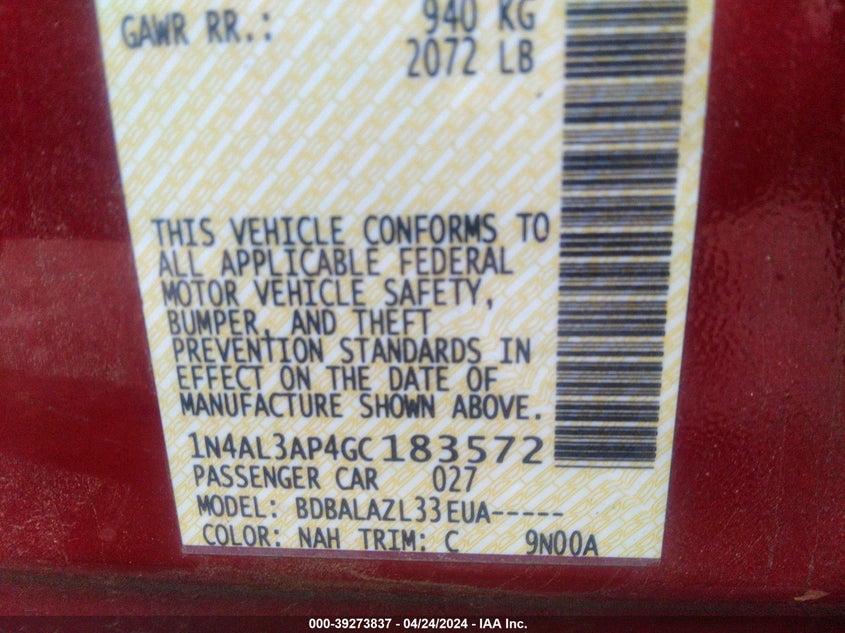 GAWR RR.: 940 KG
2072 LB
THIS VEHICLE CONFORMS TO
ALL APPLICABLE FEDERAL
MOTOR VEHICLE SAFETY,
BUMPER, AND THEFT
PREVENTION STANDARDS IN
EFFECT ON THE DATE OF
MANUFACTURE SHOWN ABOVE.
1N4AL3AP4GC183572
PASSENGER CAR 027
MODEL: BDBALAZL33EUA-----
COLOR: NAH TRIM: C 9N00A
000-39273837 - 04/24/2024 - IAA Inc.